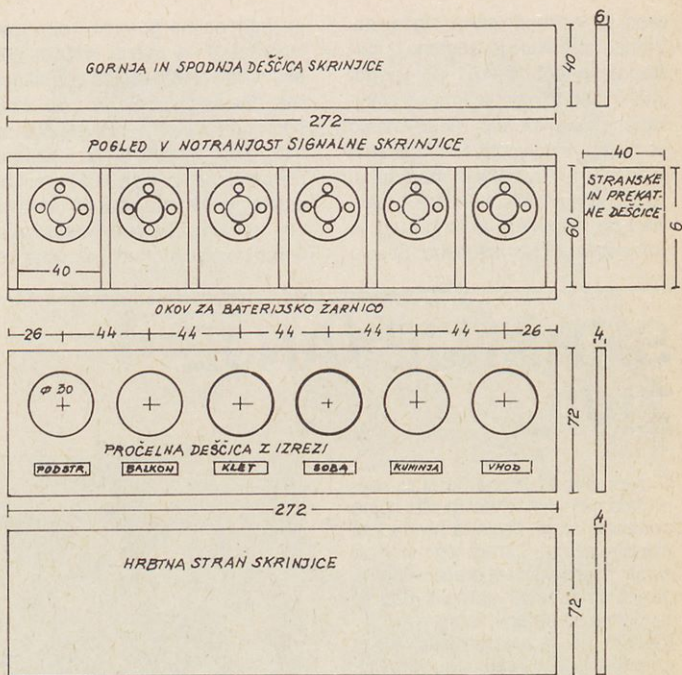 6
GORNJA IN SPODNJA DEŠČICA SKRINJICE
40
272
POGLED V NOTRANJOST SIGNALNE SKRINJICE
40
STRANSKE
IN PREKAT-
NE DEŠČICE
60
6
40
OKOV ZA BATERIJSKO ŽARNICO
26 44 44 44 44 44 26
4
φ 30
72
PROČELNA DEŠČICA Z IZREZI
PODSTR. BALKON KLET SOBA KUHINJA VHOD
272
4
HRBTNA STRAN SKRINJICE
72